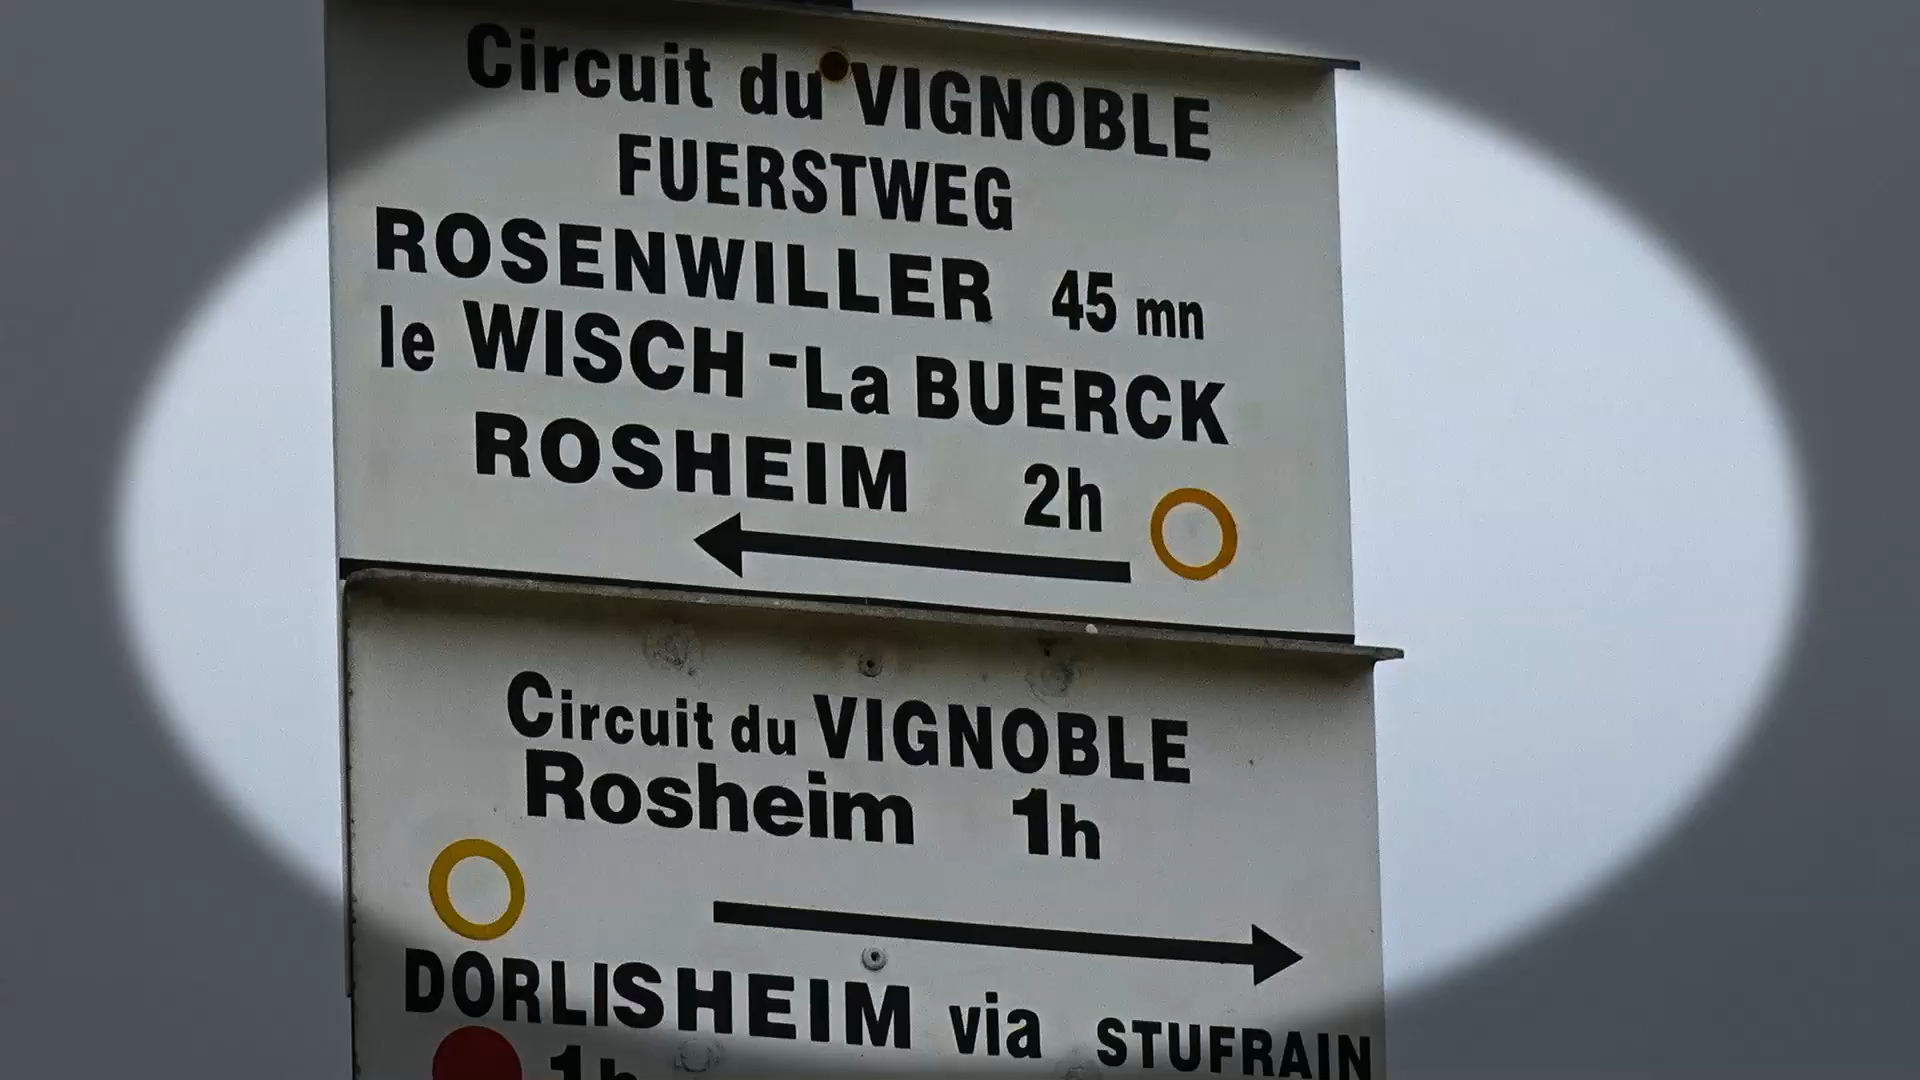 Circuit du VIGNOBLE
FUERSTWEG
ROSENWILLER 45 mn
le WISCH - La BUERCK
ROSHEIM 2h
Circuit du VIGNOBLE
Rosheim 1h
DORLISHEIM via STUFRAIN
1h